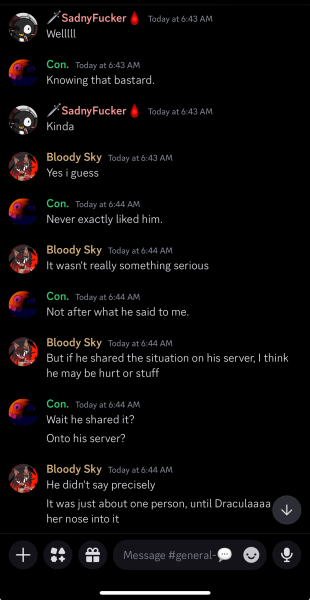 SadnyFucker Today at 6:43 AM
Welllll
Con. Today at 6:43 AM
Knowing that bastard.
SadnyFucker Today at 6:43 AM
Kinda
Bloody Sky Today at 6:43 AM
Yes i guess
Con. Today at 6:44 AM
Never exactly liked him.
Bloody Sky Today at 6:44 AM
It wasn't really something serious
Con. Today at 6:44 AM
Not after what he said to me.
Bloody Sky Today at 6:44 AM
But if he shared the situation on his server, I think
he may be hurt or stuff
Con. Today at 6:44 AM
Wait he shared it?
Onto his server?
Bloody Sky Today at 6:44 AM
He didn't say precisely
It was just about one person, until Draculaaaa
her nose into it
Message #general-💬